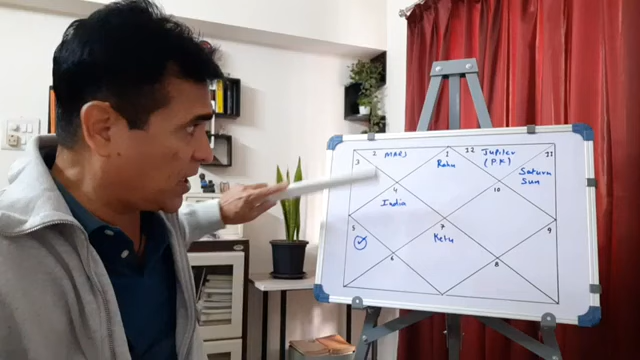 2 MARS
1
12 Jupiter
(P.K)
11
3
Rahu
Saturn
Sun
4
India
10
5
7
Ketu
9
6
8